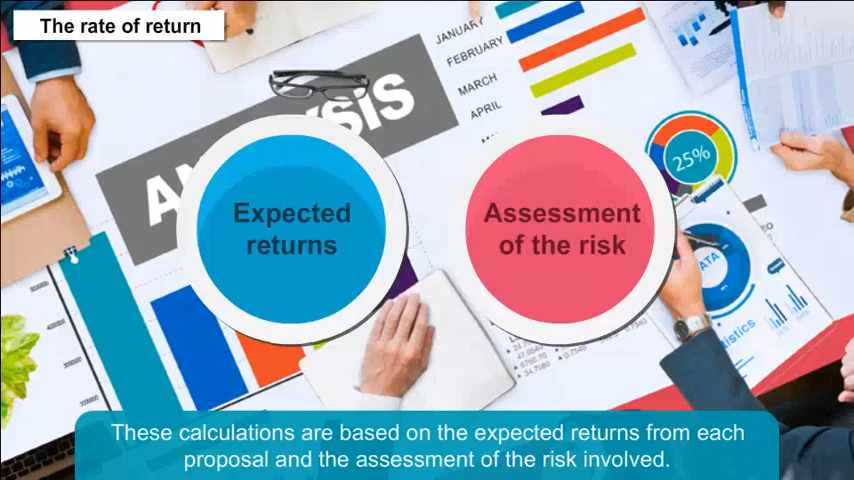 The rate of return
JANUARY
FEBRUARY
MARCH
APRIL
25%
Expected
returns
Assessment
of the risk
These calculations are based on the expected returns from each
proposal and the assessment of the risk involved.